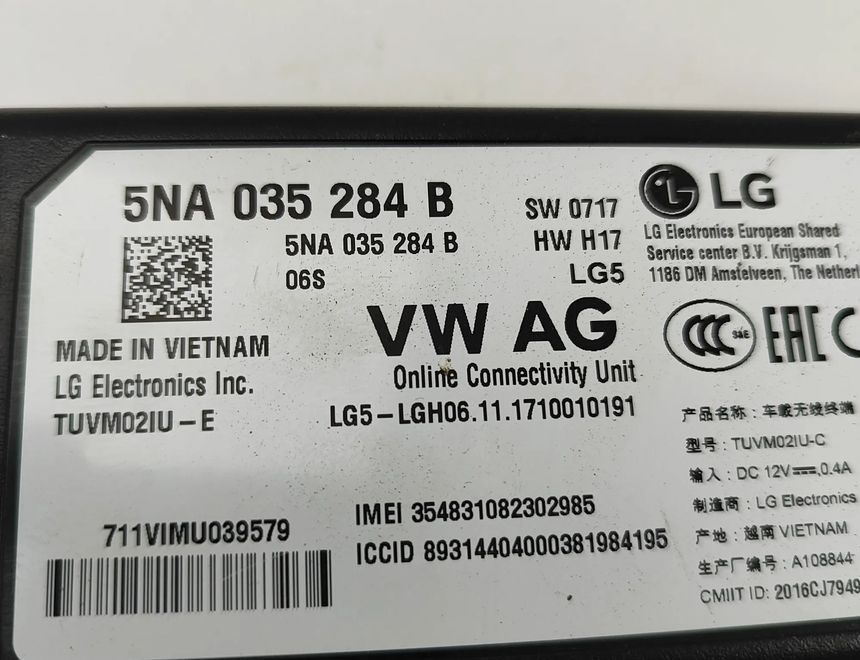 5NA 035 284 B
5NA 035 284 B
06S
SW 0717
HW H17
LG5
LG
LG Electronics European Shared
Service center B.V. Krijgsman 1,
1186 DM Amstelveen, The Netherl
VW AG
Online Connectivity Unit
LG5-LGH06.11.1710010191
MADE IN VIETNAM
LG Electronics Inc.
TUVM02IU-E
CCC S&E
EAC
产品名称：车载无线终端
型号：TUVM02IU-C
输入：DC 12V⎓,0.4A
制造商：LG Electronics
产地：越南 VIETNAM
生产厂编号：A108844
CMIIT ID: 2016CJ7949
711VIMU039579
IMEI 354831082302985
ICCID 89314404000381984195